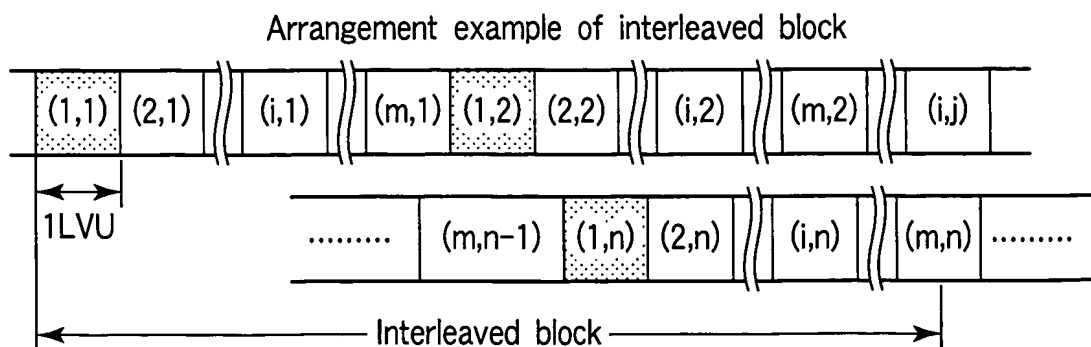 Arrangement example of interleaved block
(1,1) (2,1) (i,1) (m,1) (1,2) (2,2) (i,2) (m,2) (i,j)
1LVU
......... (m,n-1) (1,n) (2,n) (i,n) (m,n) .........
Interleaved block